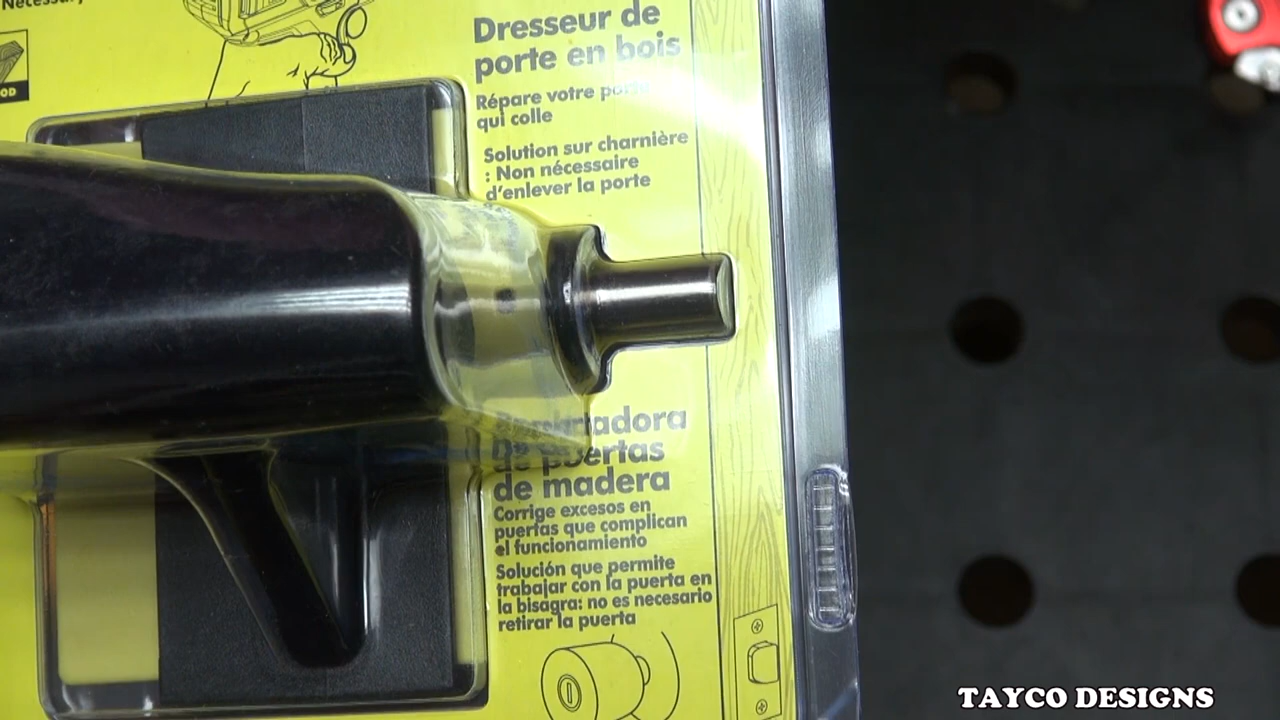 Necessary
OD
Dresseur de
porte en bois
Répare votre porte
qui colle
Solution sur charnière
: Non nécessaire
d'enlever la porte
de puertas
de madera
Corrige excesos en
puertas que complican
el funcionamiento
Solución que permite
trabajar con la puerta en
la bisagra: no es necesario
retirar la puerta
TAYCO DESIGNS